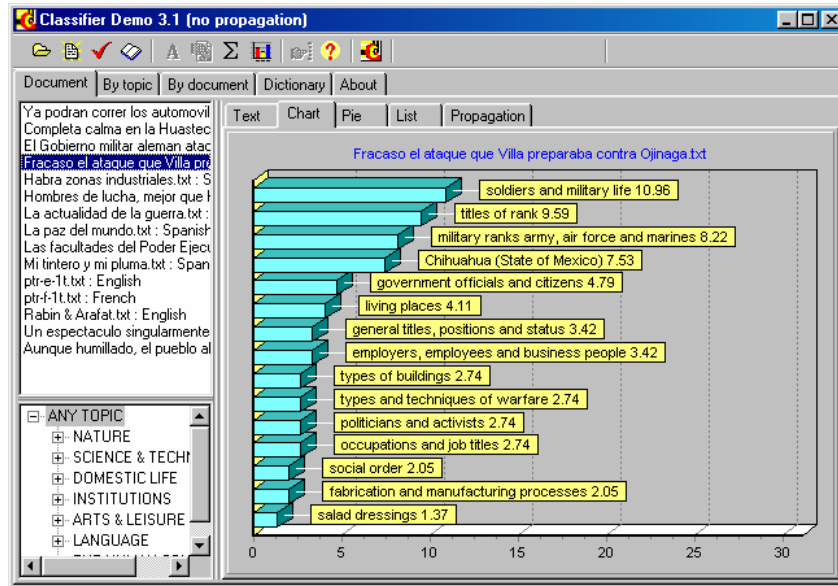 Classifier Demo 3.1 (no propagation)
Document By topic By document Dictionary About
Ya podran correr los automovil
Completa calma en la Huastec
El Gobierno militar aleman atac
Fracaso el ataque que Villa pre
Habra zonas industriales.txt : S
Hombres de lucha, mejor que
La actualidad de la guerra.txt :
La paz del mundo.txt : Spanish
Las facultades del Poder Ejecu
Mi tintero y mi pluma.txt : Span
ptr-e-1t.txt : English
ptr-f-1t.txt : French
Rabin & Arafat.txt : English
Un espectaculo singularmente
Aunque humillado, el pueblo al
ANY TOPIC
NATURE
SCIENCE & TECHN
DOMESTIC LIFE
INSTITUTIONS
ARTS & LEISURE
LANGUAGE
Text Chart Pie List Propagation
Fracaso el ataque que Villa preparaba contra Ojinaga.txt
soldiers and military life 10.96
titles of rank 9.59
military ranks army, air force and marines 8.22
Chihuahua (State of Mexico) 7.53
government officials and citizens 4.79
living places 4.11
general titles, positions and status 3.42
employers, employees and business people 3.42
types of buildings 2.74
types and techniques of warfare 2.74
politicians and activists 2.74
occupations and job titles 2.74
social order 2.05
fabrication and manufacturing processes 2.05
salad dressings 1.37
0 5 10 15 20 25 30